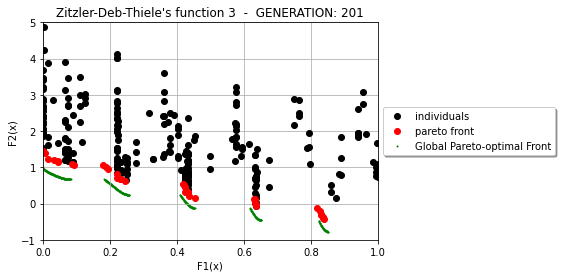 Zitzler-Deb-Thiele's function 3 - GENERATION: 201
5
4
3
2
1
0
−1
F2(x)
0.0 0.2 0.4 0.6 0.8 1.0
F1(x)
individuals
pareto front
Global Pareto-optimal Front